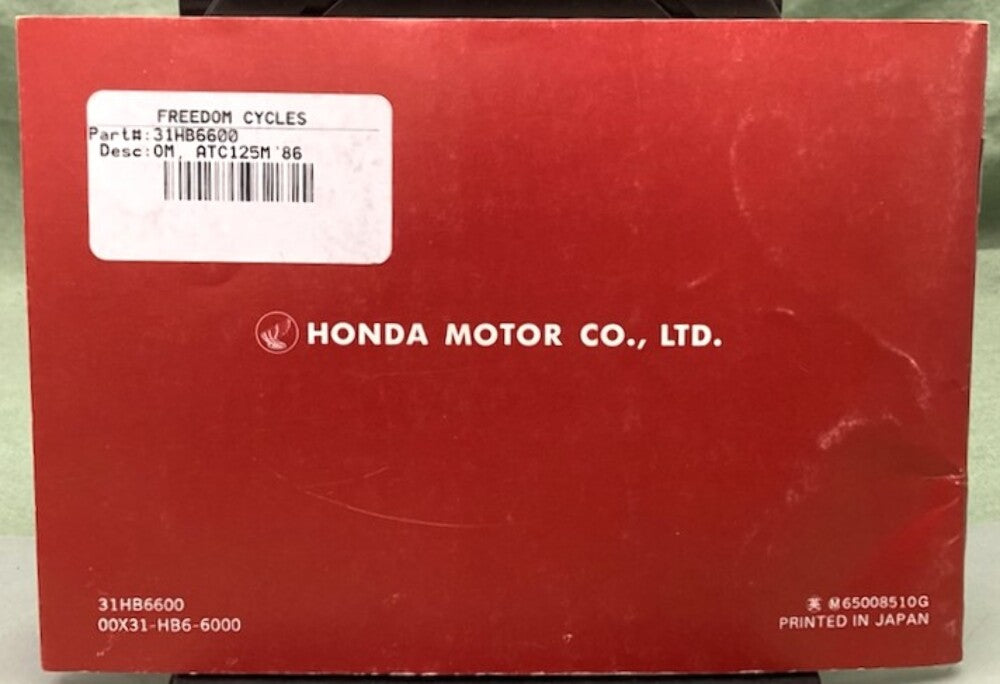 FREEDOM CYCLES
Part#:31HB6600
Desc:OM, ATC125M'86
HONDA MOTOR CO., LTD.
31HB6600
00X31-HB6-6000
英 Ⓜ65008510G
PRINTED IN JAPAN